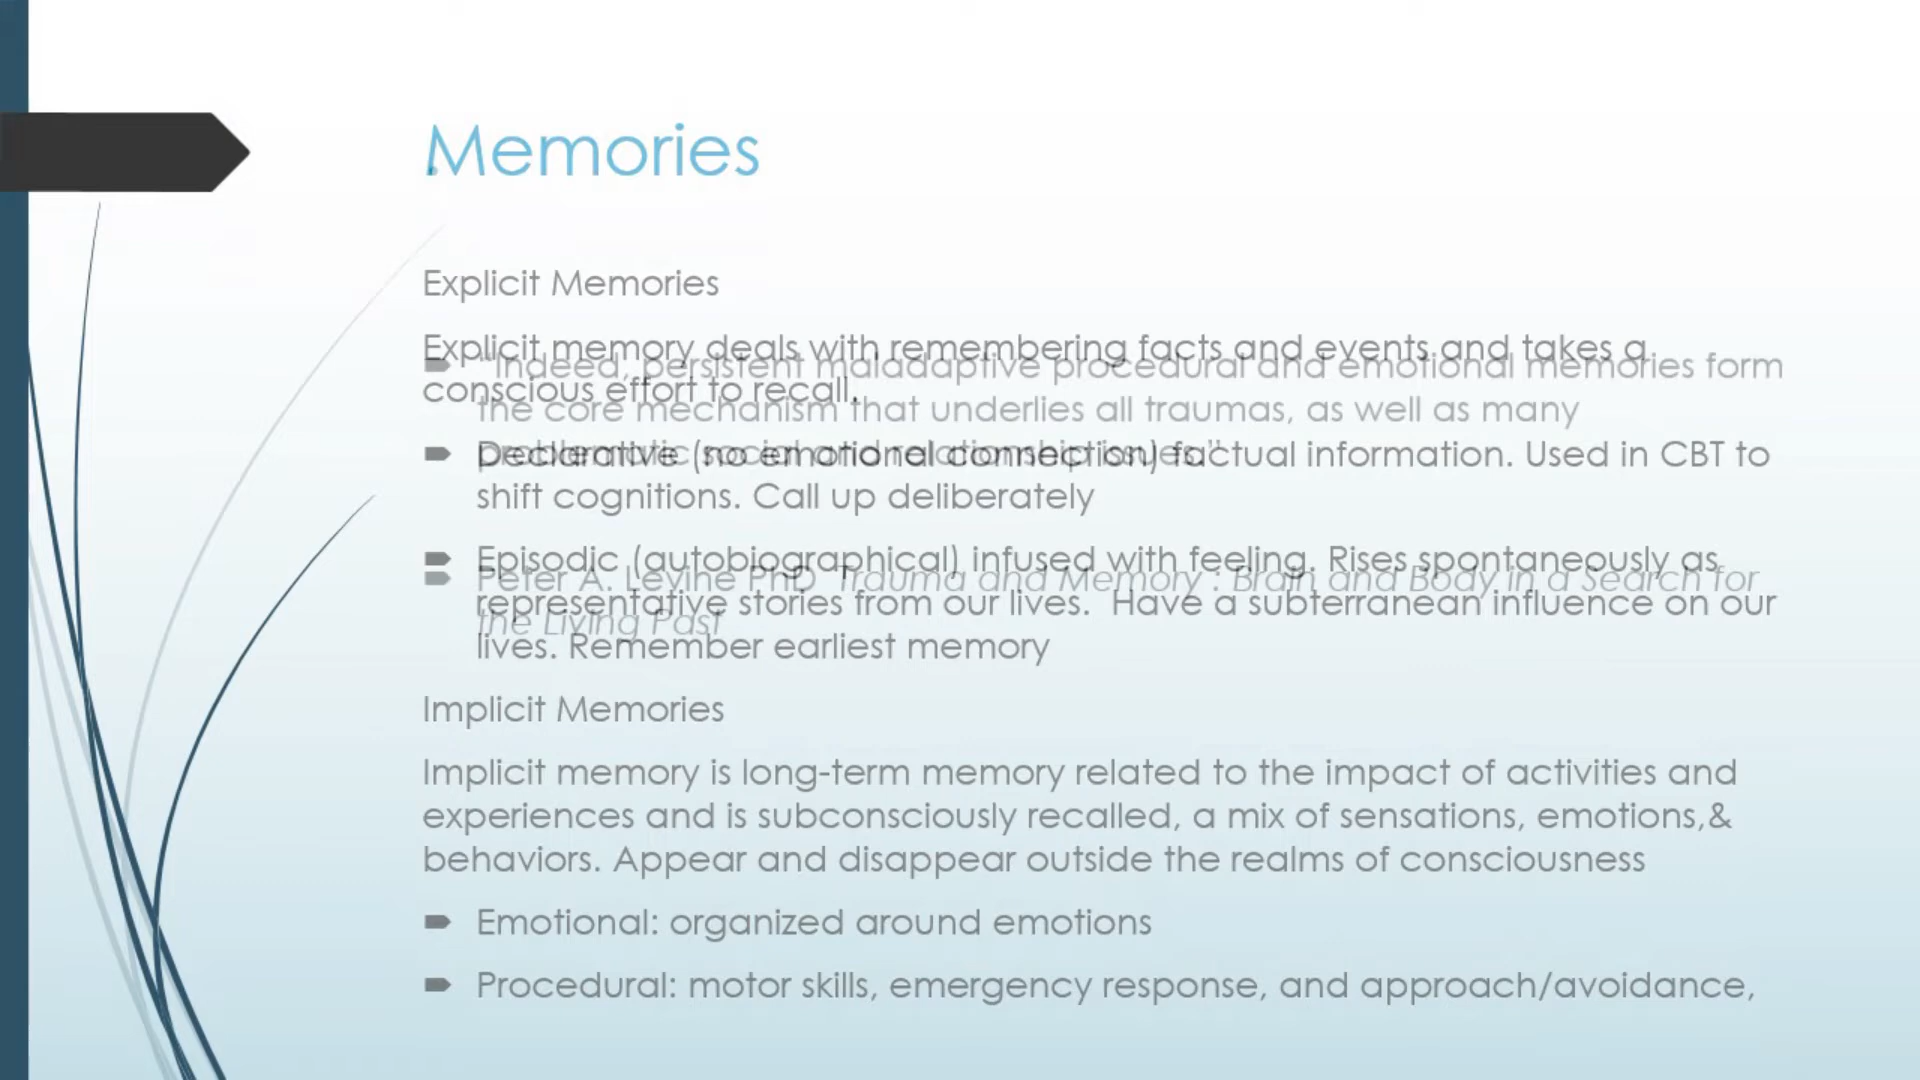 Memories
Explicit Memories
Explicit memory deals with remembering facts and events and takes a
conscious effort to recall.
Declarative (no emotional connection) factual information. Used in CBT to
shift cognitions. Call up deliberately
Episodic (autobiographical) infused with feeling. Rises spontaneously as
representative stories from our lives.  Have a subterranean influence on our
lives. Remember earliest memory
Implicit Memories
Implicit memory is long-term memory related to the impact of activities and
experiences and is subconsciously recalled, a mix of sensations, emotions,&
behaviors. Appear and disappear outside the realms of consciousness
Emotional: organized around emotions
Procedural: motor skills, emergency response, and approach/avoidance,
"Indeed, persistent maladaptive procedural and emotional memories form
the core mechanism that underlies all traumas, as well as many
problematic social and relationship issues."
Peter A. Levine PhD Trauma and Memory : Brain and Body in a Search for
the Living Past